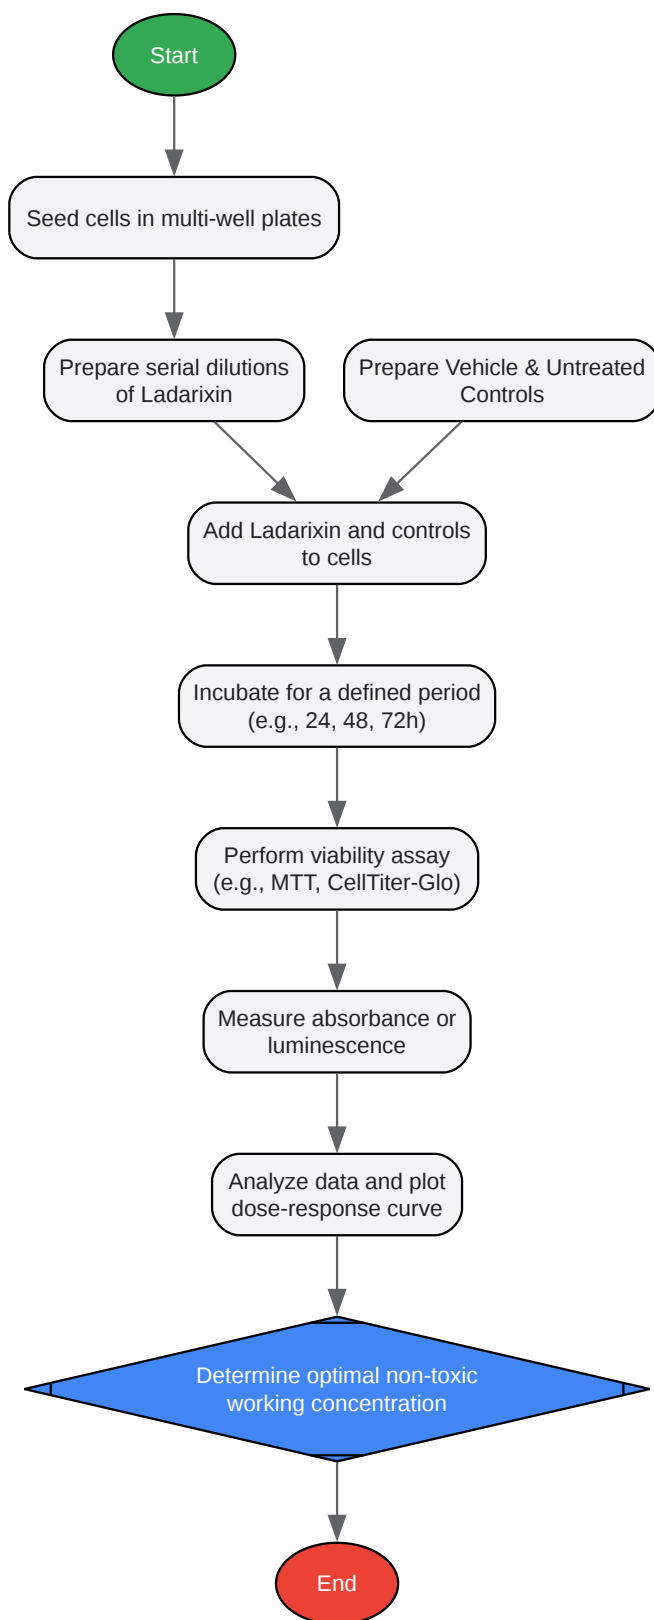 Start
Seed cells in multi-well plates
Prepare serial dilutions
of Ladarixin
Prepare Vehicle & Untreated
Controls
Add Ladarixin and controls
to cells
Incubate for a defined period
(e.g., 24, 48, 72h)
Perform viability assay
(e.g., MTT, CellTiter-Glo)
Measure absorbance or
luminescence
Analyze data and plot
dose-response curve
Determine optimal non-toxic
working concentration
End